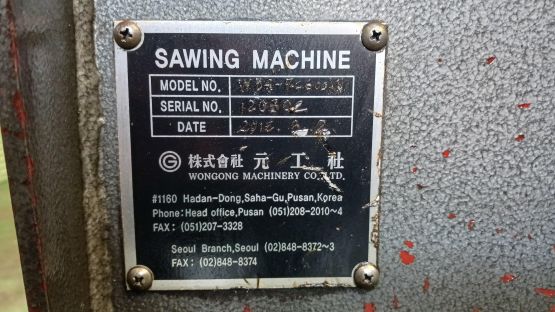 SAWING MACHINE
MODEL NO.
SERIAL NO.
DATE
株式會社 元工社
WONGONG MACHINERY CO., LTD.
#1160 Hadan-Dong,Saha-Gu,Pusan,Korea
Phone:Head office,Pusan (051)208-2010~4
FAX: (051)207-3328
Seoul Branch,Seoul (02)848-8372~3
FAX: (02)848-8374